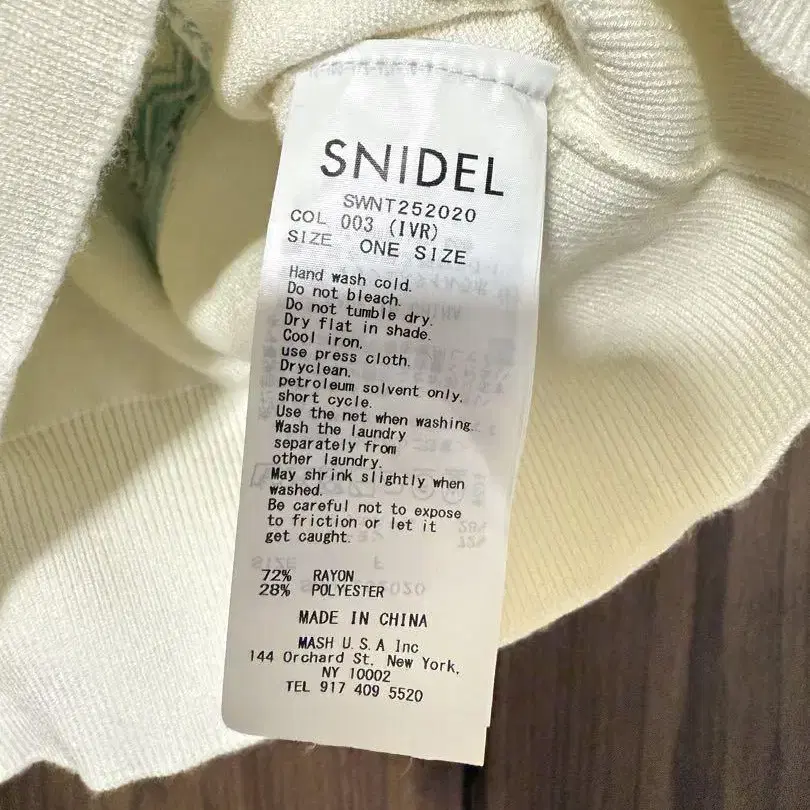 SNIDEL
SWNT252020
COL 003 (IVR)
SIZE ONE SIZE
Hand wash cold.
Do not bleach.
Do not tumble dry.
Dry flat in shade.
Cool iron,
use press cloth.
Dryclean,
petroleum solvent only,
short cycle.
Use the net when washing.
Wash the laundry
separately from
other laundry.
May shrink slightly when
washed.
Be careful not to expose
to friction or let it
get caught.
72% RAYON
28% POLYESTER
MADE IN CHINA
MASH U.S.A Inc
144 Orchard St, New York,
NY 10002
TEL 917 409 5520